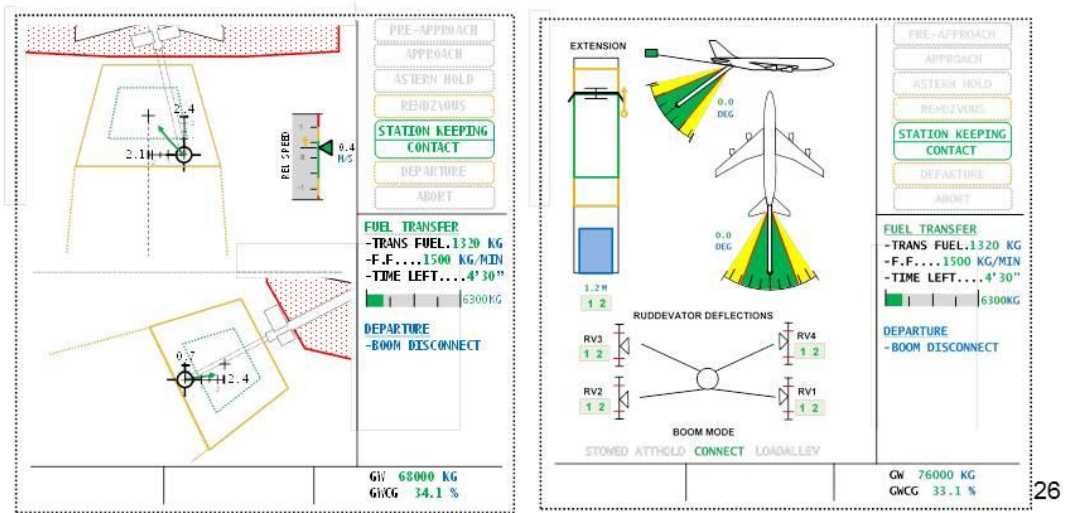 PRE-APPROACH
APPROACH
ASTERN HOLD
RENDZVOUS
STATION KEEPING
CONTACT
DEPARTURE
ABORT
2.4
2.1
REL SPEED
1
0
-1
0.4
M/S
FUEL TRANSFER
-TRANS FUEL.1320 KG
-F.F....1500 KG/MIN
-TIME LEFT....4'30"
6300KG
DEPARTURE
-BOOM DISCONNECT
0.7
2.4
GW 68000 KG
GWCG 34.1 %
EXTENSION
0.0
DEG
0.0
DEG
1.2 M
1 2
RUDDEVATOR DEFLECTIONS
RV3
1 2
RV4
1 2
RV2
1 2
RV1
1 2
BOOM MODE
STOWED ATTHOLD CONNECT LOADALLEV
PRE-APPROACH
APPROACH
ASTERN HOLD
RENDZVOUS
STATION KEEPING
CONTACT
DEPARTURE
ABORT
FUEL TRANSFER
-TRANS FUEL.1320 KG
-F.F....1500 KG/MIN
-TIME LEFT....4'30"
6300KG
DEPARTURE
-BOOM DISCONNECT
GW 76000 KG
GWCG 33.1 %
26